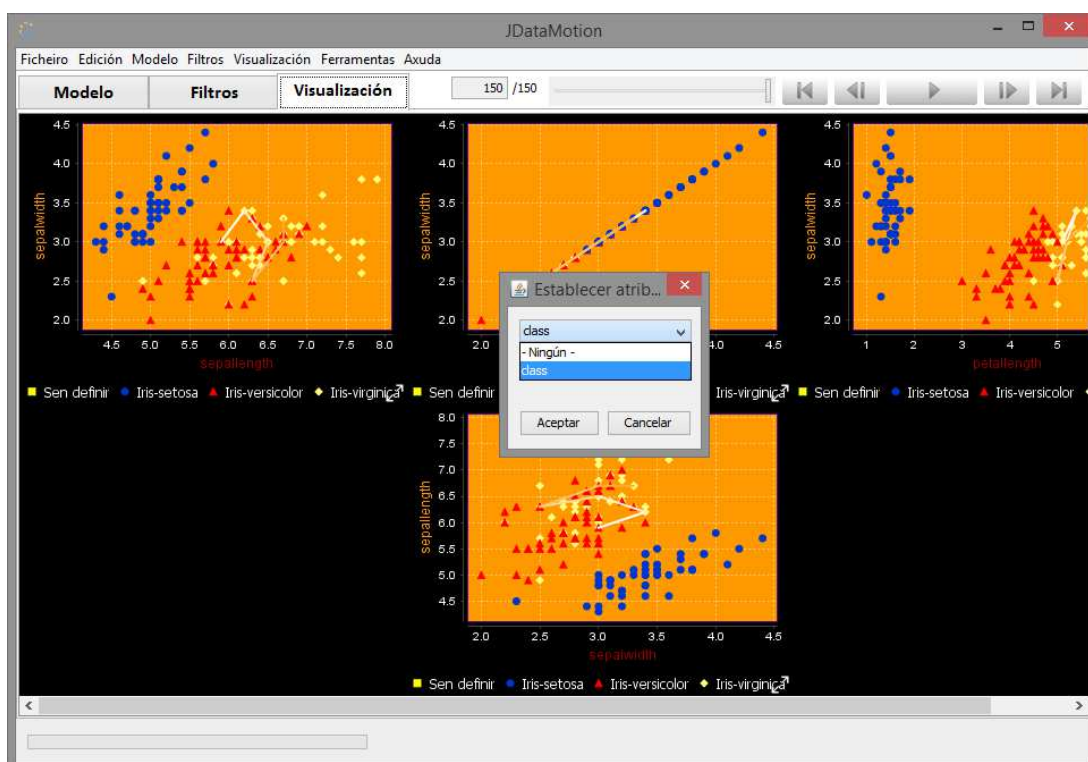 JDataMotion
Ficheiro Edición Modelo Filtros Visualización Ferramentas Axuda
Modelo Filtros Visualización 150 /150
4.5
4.0
3.5
3.0
2.5
2.0
sepalwidth
4.5 5.0 5.5 6.0 6.5 7.0 7.5 8.0
sepallength
Sen definir Iris-setosa Iris-versicolor Iris-virginica
4.5
4.0
3.5
3.0
2.5
2.0
sepalwidth
2.0 4.0 4.5
Sen definir Iris-virginica
4.5
4.0
3.5
3.0
2.5
2.0
sepalwidth
1 2 3 4 5
petallength
Sen definir Iris-setosa Iris-versicolor
Establecer atrib...
class
- Ningún -
class
Aceptar Cancelar
8.0
7.5
7.0
6.5
6.0
5.5
5.0
4.5
sepallength
2.0 2.5 3.0 3.5 4.0 4.5
sepalwidth
Sen definir Iris-setosa Iris-versicolor Iris-virginica